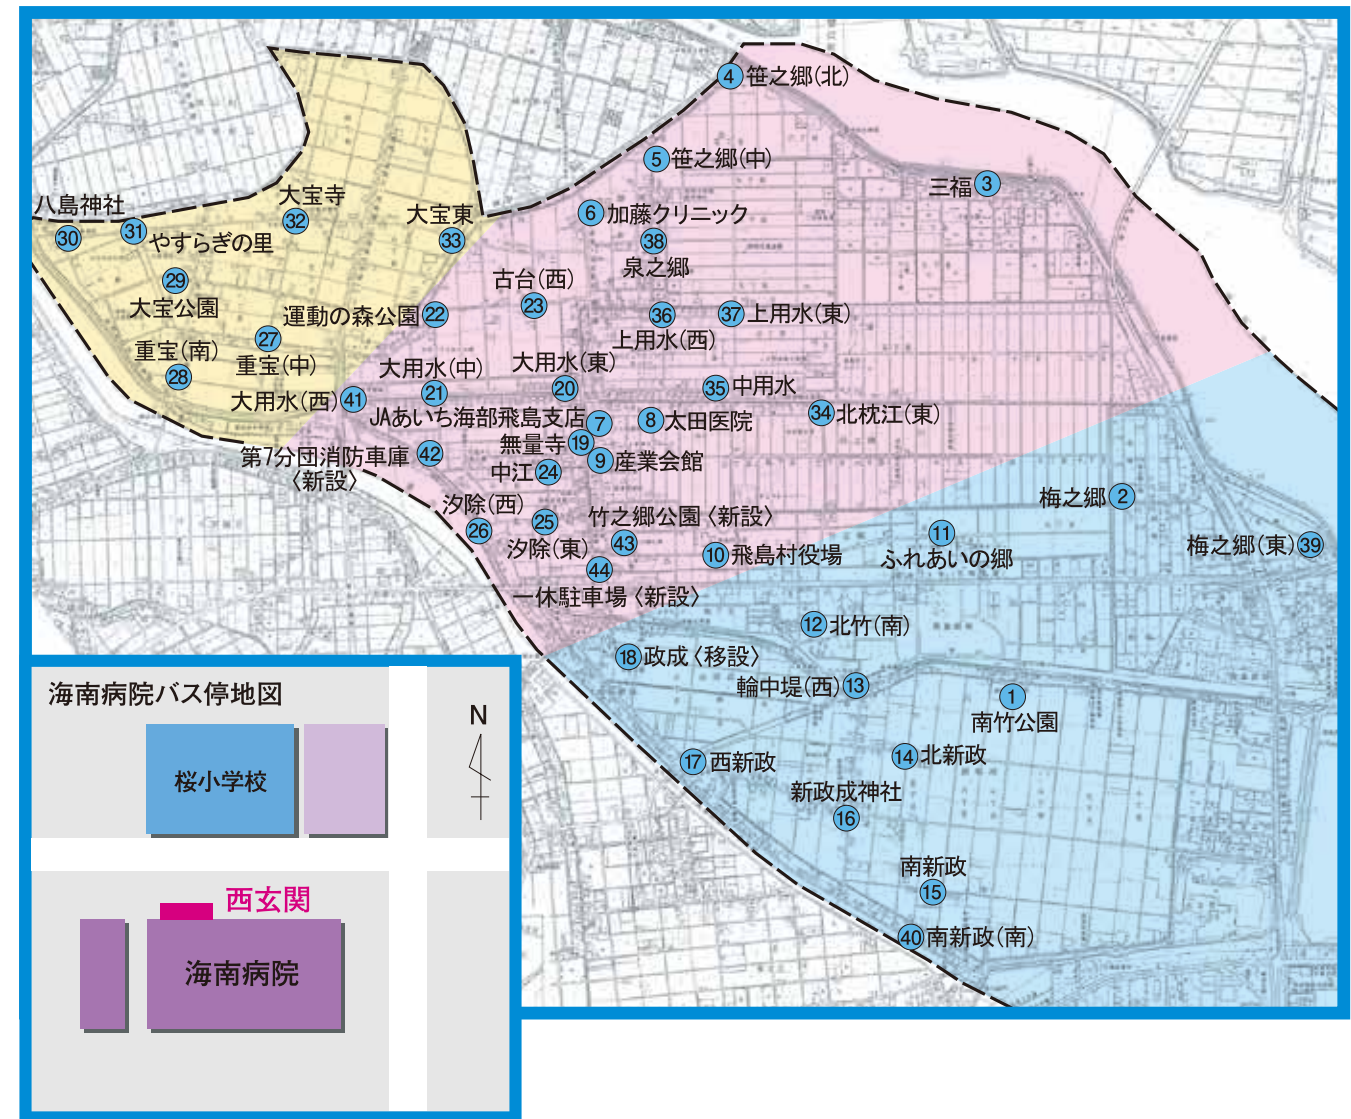 ④笹之郷(北)
⑤笹之郷(中)
三福③
八島神社
㉚
㉛やすらぎの里
大宝寺
㉜
大宝東
㉝
⑥加藤クリニック
㊳
泉之郷
㉙
大宝公園
古台(西)
㉓
運動の森公園㉒
㊱
上用水(西)
㊲上用水(東)
㉗
重宝(中)
重宝(南)
㉘
大用水(中)
㉑
大用水(東)
⑳
㉟中用水
大用水(西)㊶
JAあいち海部飛島支店⑦
⑧太田医院
㉞北枕江(東)
無量寺⑲
第7分団消防車庫㊷
〈新設〉
中江㉔
⑨産業会館
汐除(西)
㉖
㉕
汐除(東)
竹之郷公園〈新設〉
㊸
㊹
一休駐車場〈新設〉
⑩飛島村役場
梅之郷②
⑪
ふれあいの郷
梅之郷(東)㊴
⑫北竹(南)
⑱政成〈移設〉
輪中堤(西)⑬
①
南竹公園
⑰西新政
⑭北新政
新政成神社
⑯
南新政
⑮
㊵南新政(南)
海南病院バス停地図
N
桜小学校
西玄関
海南病院